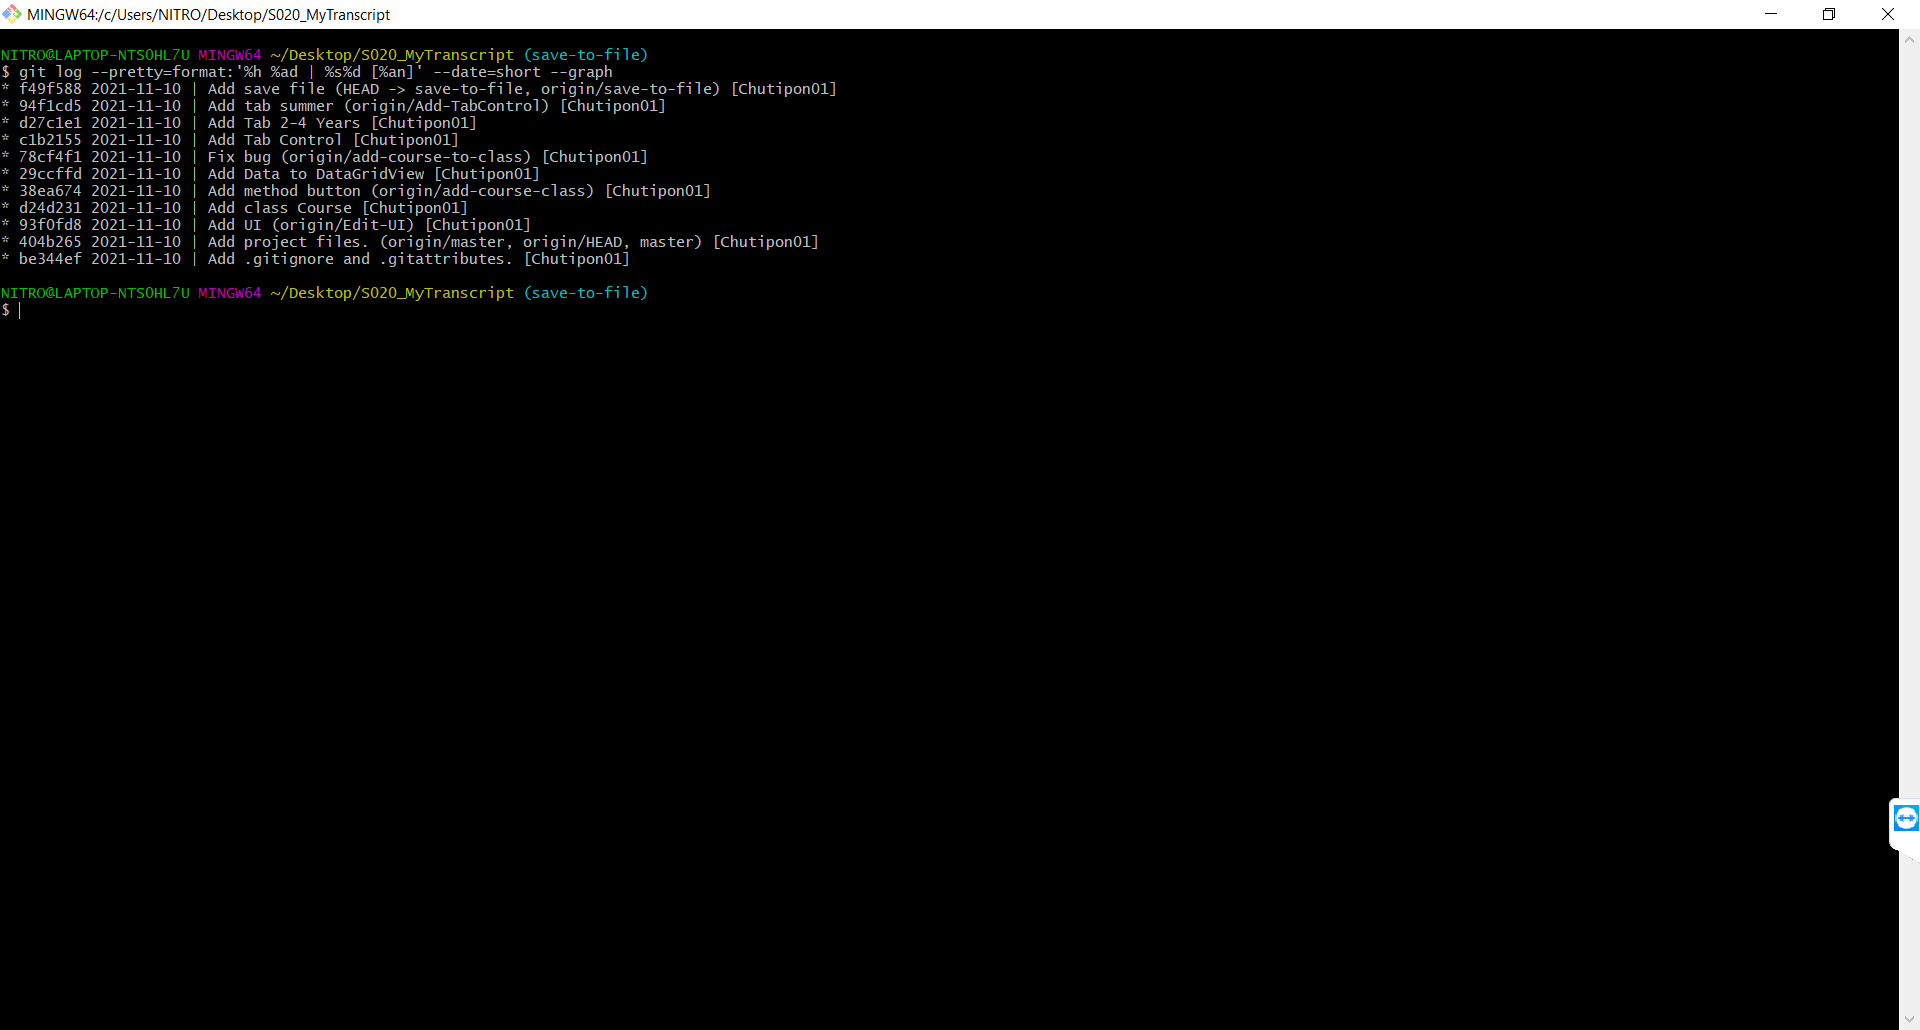 MINGW64:/c/Users/NITRO/Desktop/S020_MyTranscript
NITRO@LAPTOP-NTS0HL7U MINGW64 ~/Desktop/S020_MyTranscript (save-to-file)
$ git log --pretty=format:'%h %ad | %s%d [%an]' --date=short --graph
* f49f588 2021-11-10 | Add save file (HEAD -> save-to-file, origin/save-to-file) [Chutipon01]
* 94f1cd5 2021-11-10 | Add tab summer (origin/Add-TabControl) [Chutipon01]
* d27c1e1 2021-11-10 | Add Tab 2-4 Years [Chutipon01]
* c1b2155 2021-11-10 | Add Tab Control [Chutipon01]
* 78cf4f1 2021-11-10 | Fix bug (origin/add-course-to-class) [Chutipon01]
* 29ccffd 2021-11-10 | Add Data to DataGridView [Chutipon01]
* 38ea674 2021-11-10 | Add method button (origin/add-course-class) [Chutipon01]
* d24d231 2021-11-10 | Add class Course [Chutipon01]
* 93f0fd8 2021-11-10 | Add UI (origin/Edit-UI) [Chutipon01]
* 404b265 2021-11-10 | Add project files. (origin/master, origin/HEAD, master) [Chutipon01]
* be344ef 2021-11-10 | Add .gitignore and .gitattributes. [Chutipon01]
NITRO@LAPTOP-NTS0HL7U MINGW64 ~/Desktop/S020_MyTranscript (save-to-file)
$